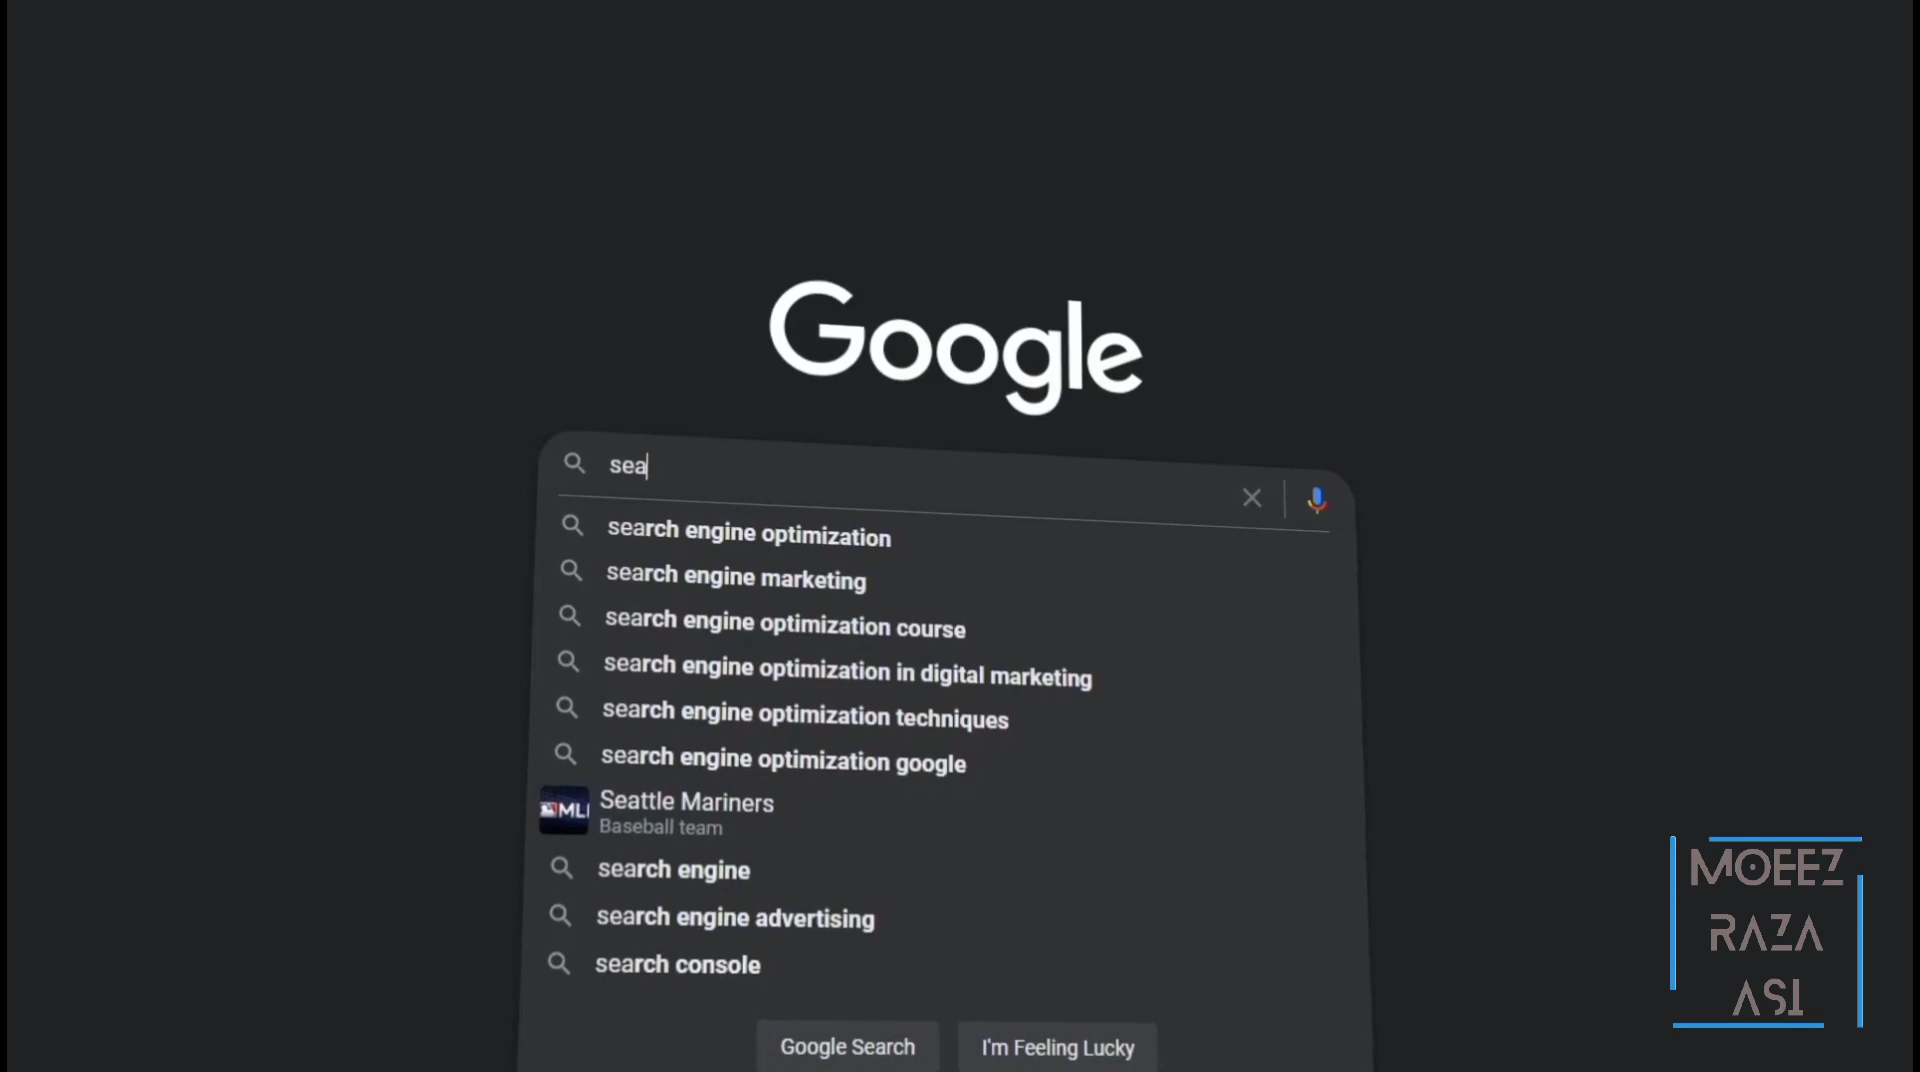 Google
sea
search engine optimization
search engine marketing
search engine optimization course
search engine optimization in digital marketing
search engine optimization techniques
search engine optimization google
MLB
Seattle Mariners
Baseball team
search engine
search engine advertising
search console
Google Search
I'm Feeling Lucky
MOEEZ
RAZA
ASI